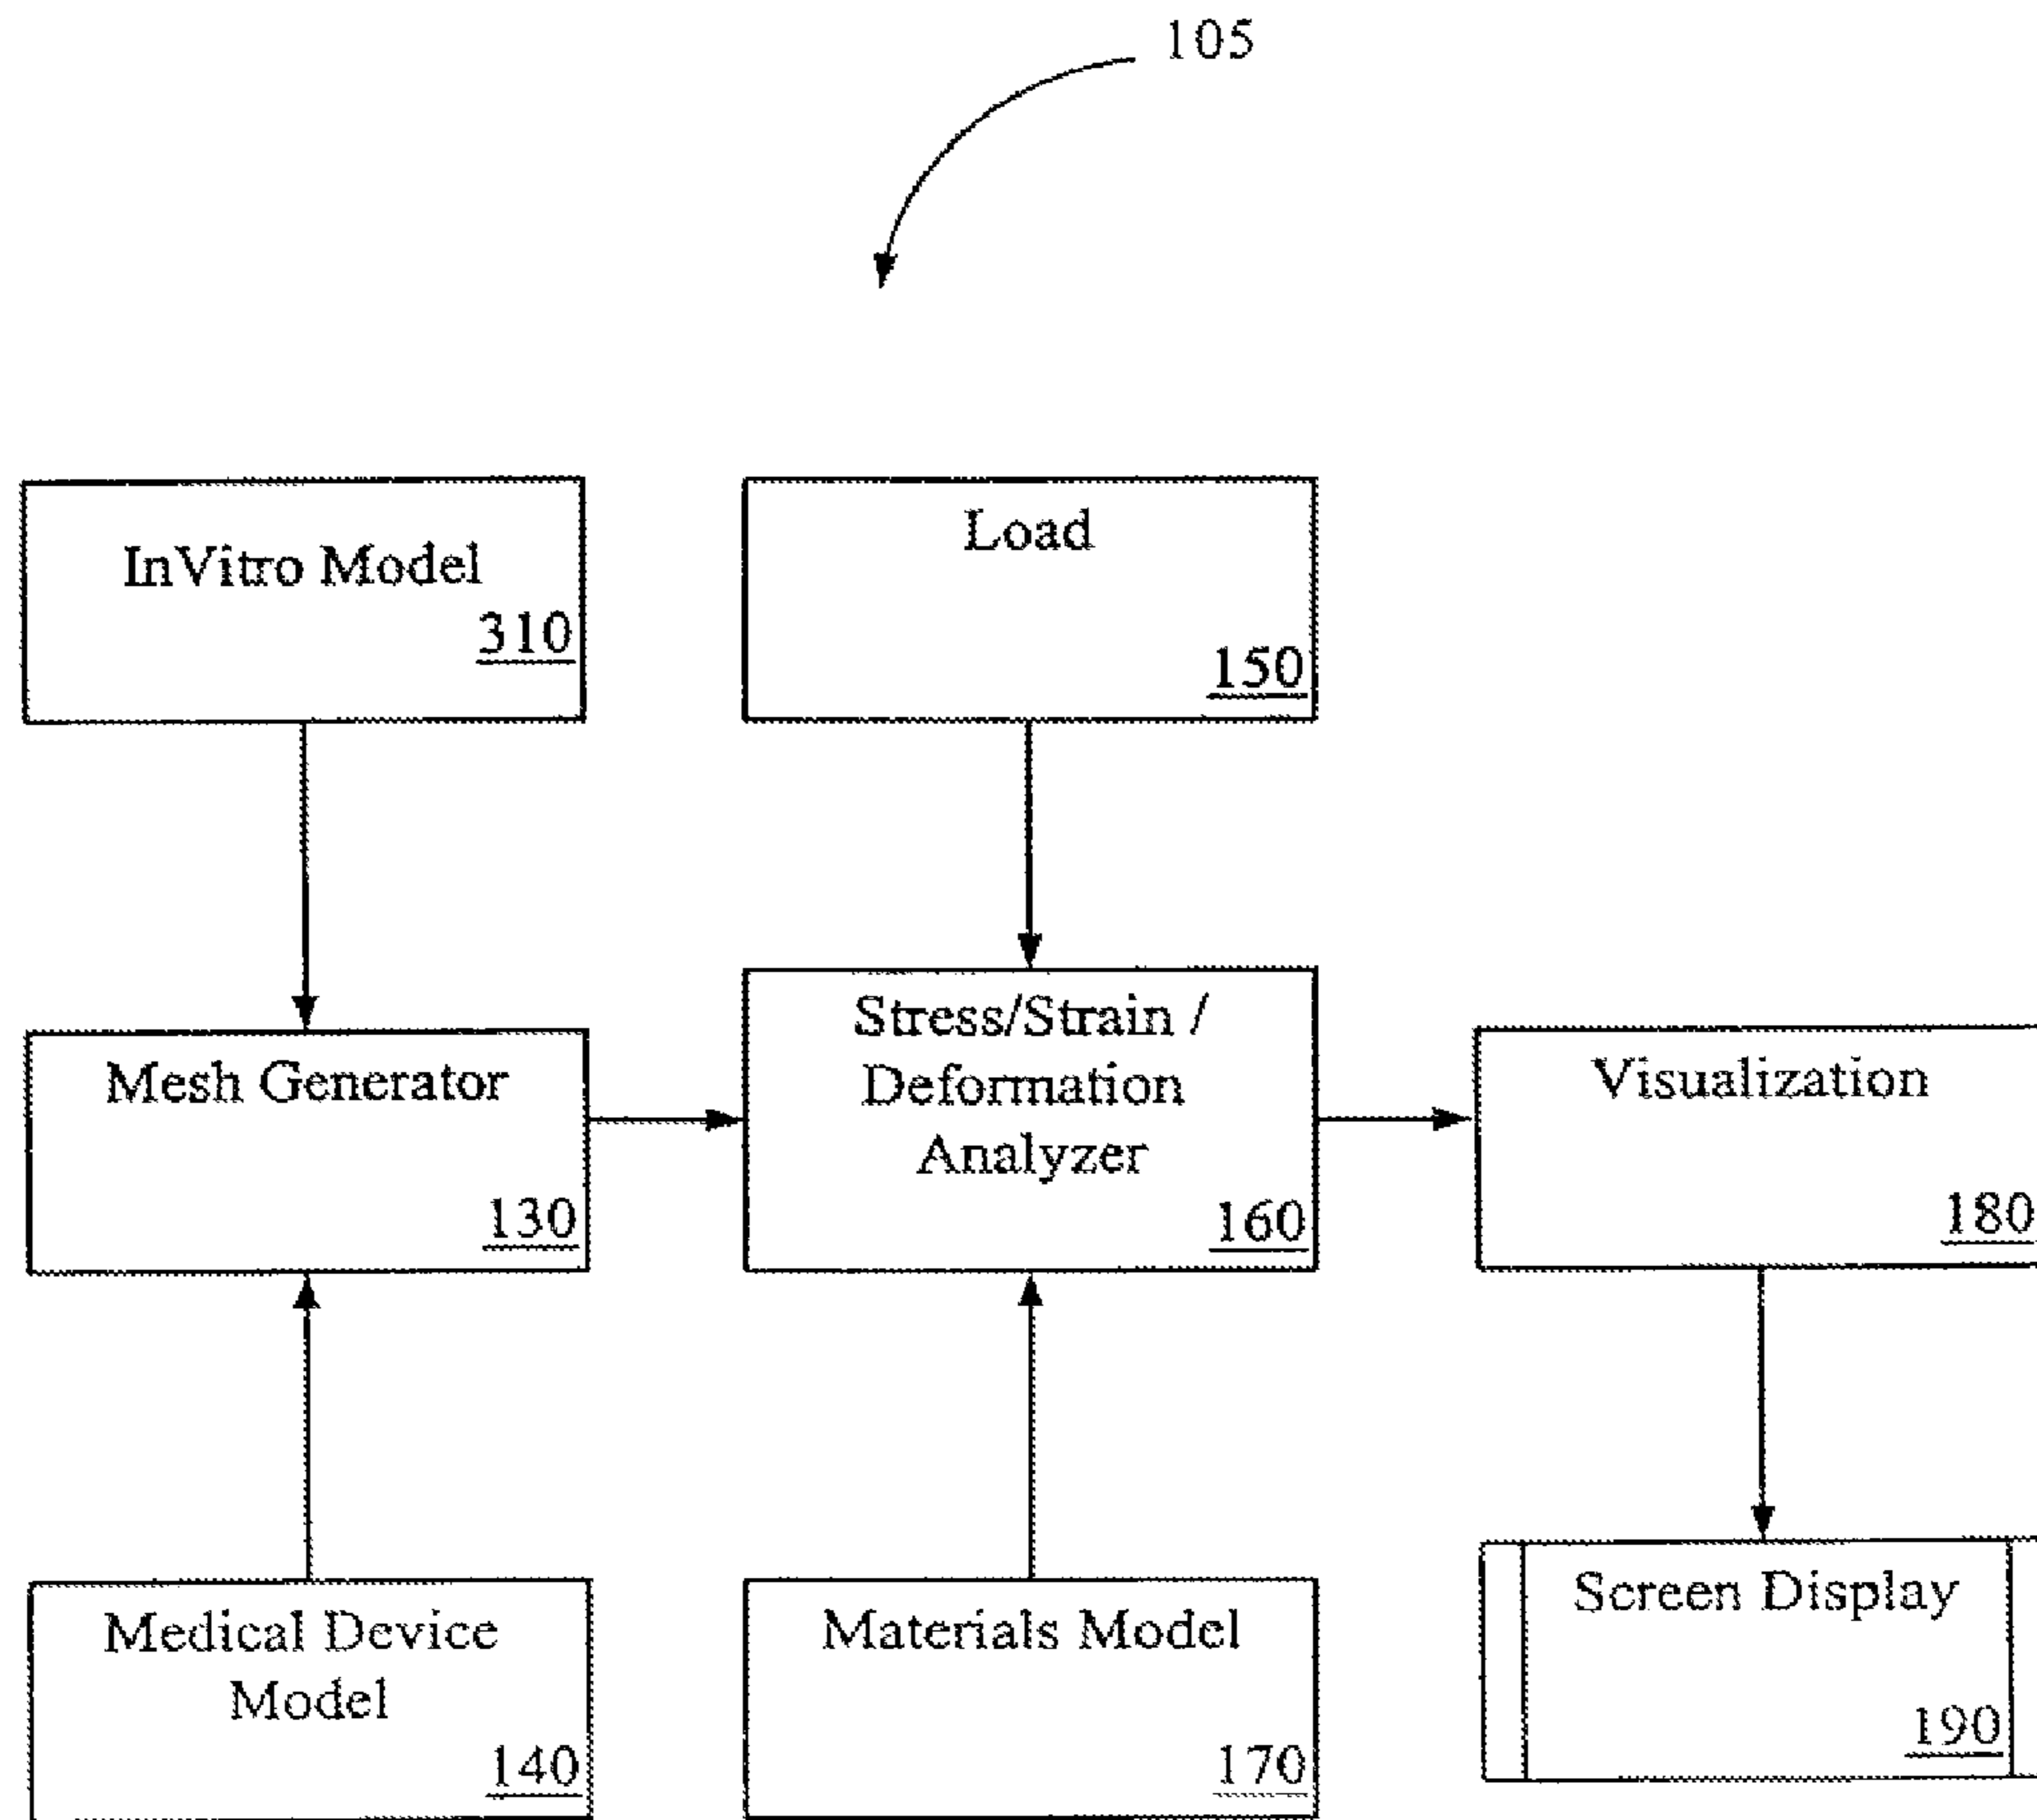 105
InVitro Model
310
Load
150
Mesh Generator
130
Stress/Strain /
Deformation
Analyzer
160
Visualization
180
Medical Device
Model
140
Materials Model
170
Screen Display
190